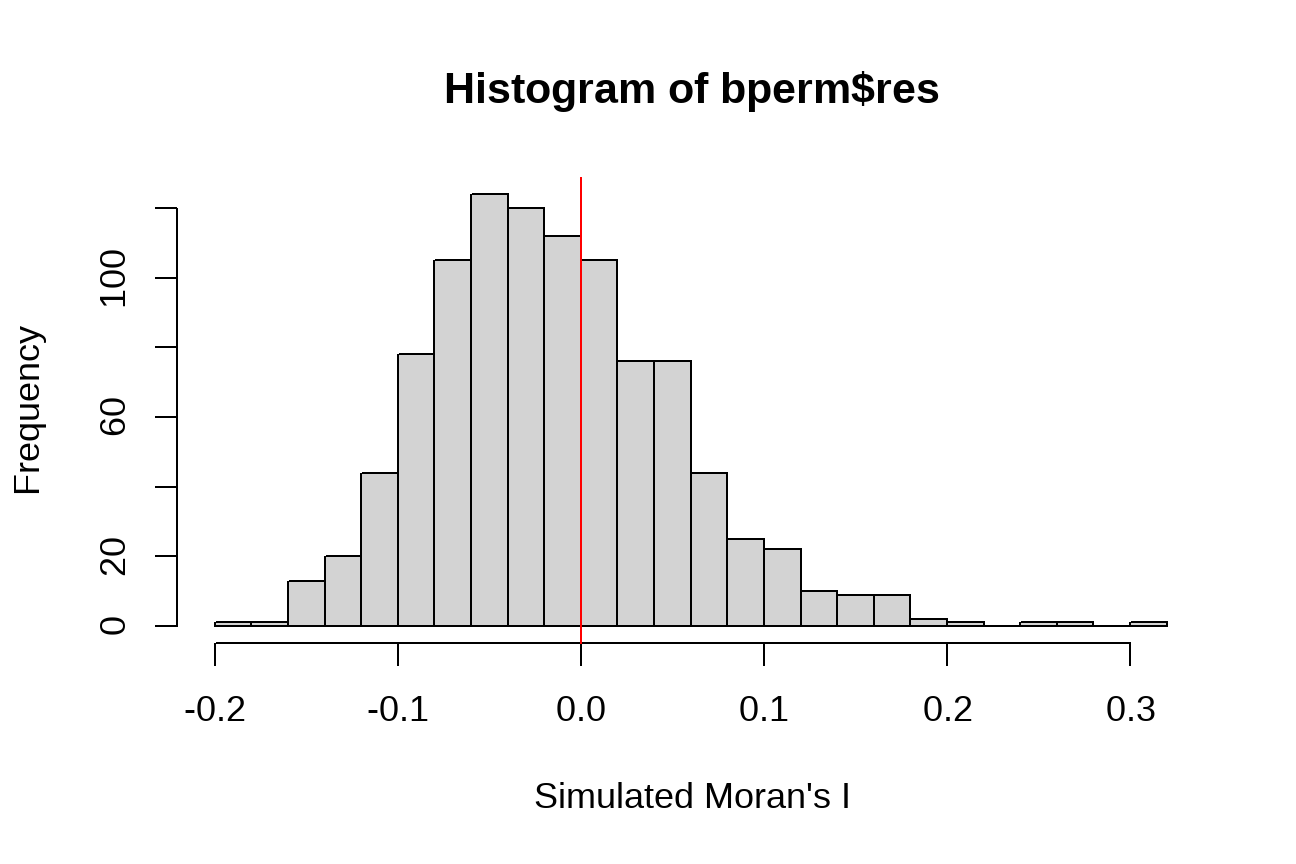 Histogram of bperm$res
Frequency
100
60
20
0
-0.2 -0.1 0.0 0.1 0.2 0.3
Simulated Moran's I